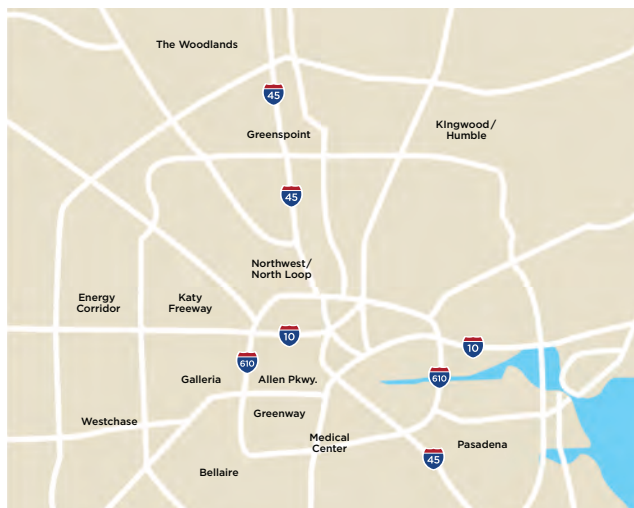 The Woodlands
45
Greenspoint
KIngwood/
Humble
45
Northwest/
North Loop
Energy
Corridor
Katy
Freeway
10
10
610
610
Galleria
Allen Pkwy.
Greenway
Westchase
Medical
Center
Pasadena
45
Bellaire